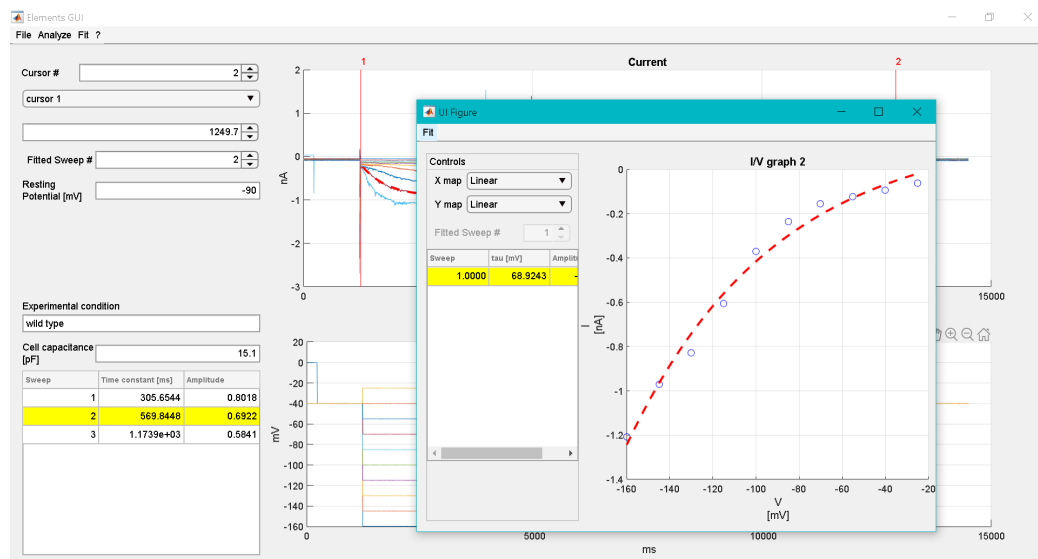 Elements GUI
File Analyze Fit ?
Cursor # 2
cursor 1
1249.7
Fitted Sweep # 2
Resting
Potential [mV] -90
Experimental condition
wild type
Cell capacitance
[pF] 15.1
Sweep Time constant [ms] Amplitude
1 305.6544 0.8018
2 569.8448 0.6922
3 1.1739e+03 0.5841
Current
1 2
2
1
0
-1
-2
-3
nA
0 15000
20
0
-20
-40
-60
-80
-100
-120
-140
-160
mV
0 5000 10000 15000
ms
UI Figure
Fit
Controls
X map Linear
Y map Linear
Fitted Sweep # 1
Sweep tau [mV]
1.0000 68.9243 -
I/V graph 2
0
-0.2
-0.4
-0.6
-0.8
-1
-1.2
-1.4
I
[nA]
-160 -140 -120 -100 -80 -60 -40 -20
V
[mV]